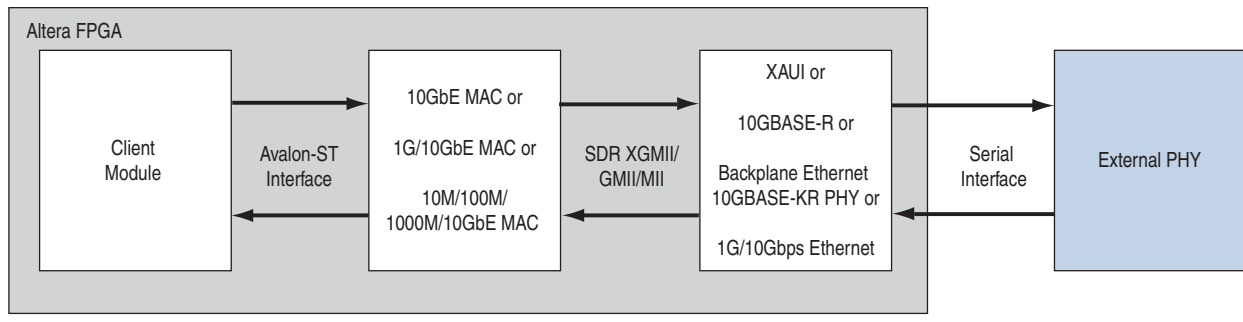 Altera FPGA
Client
Module
Avalon-ST
Interface
10GbE MAC or
1G/10GbE MAC or
10M/100M/
1000M/10GbE MAC
SDR XGMII/
GMII/MII
XAUI or
10GBASE-R or
Backplane Ethernet
10GBASE-KR PHY or
1G/10Gbps Ethernet
Serial
Interface
External PHY